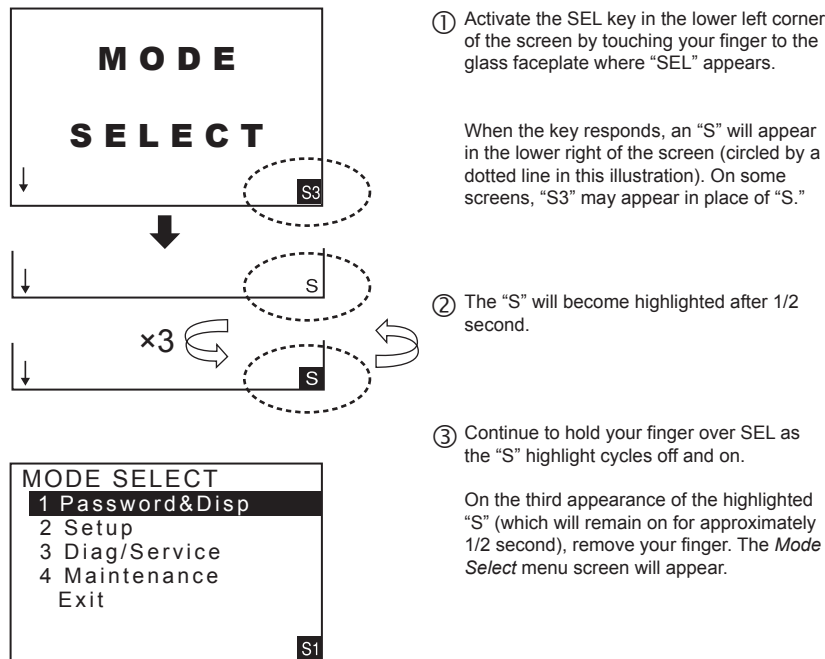 MODE
SELECT
↓
S3
↓
S
×3
↓
S
MODE SELECT
1 Password&Disp
2 Setup
3 Diag/Service
4 Maintenance
Exit
S1
① Activate the SEL key in the lower left corner
of the screen by touching your finger to the
glass faceplate where “SEL” appears.
When the key responds, an “S” will appear
in the lower right of the screen (circled by a
dotted line in this illustration). On some
screens, “S3” may appear in place of “S.”
② The “S” will become highlighted after 1/2
second.
③ Continue to hold your finger over SEL as
the “S” highlight cycles off and on.
On the third appearance of the highlighted
“S” (which will remain on for approximately
1/2 second), remove your finger. The Mode
Select menu screen will appear.